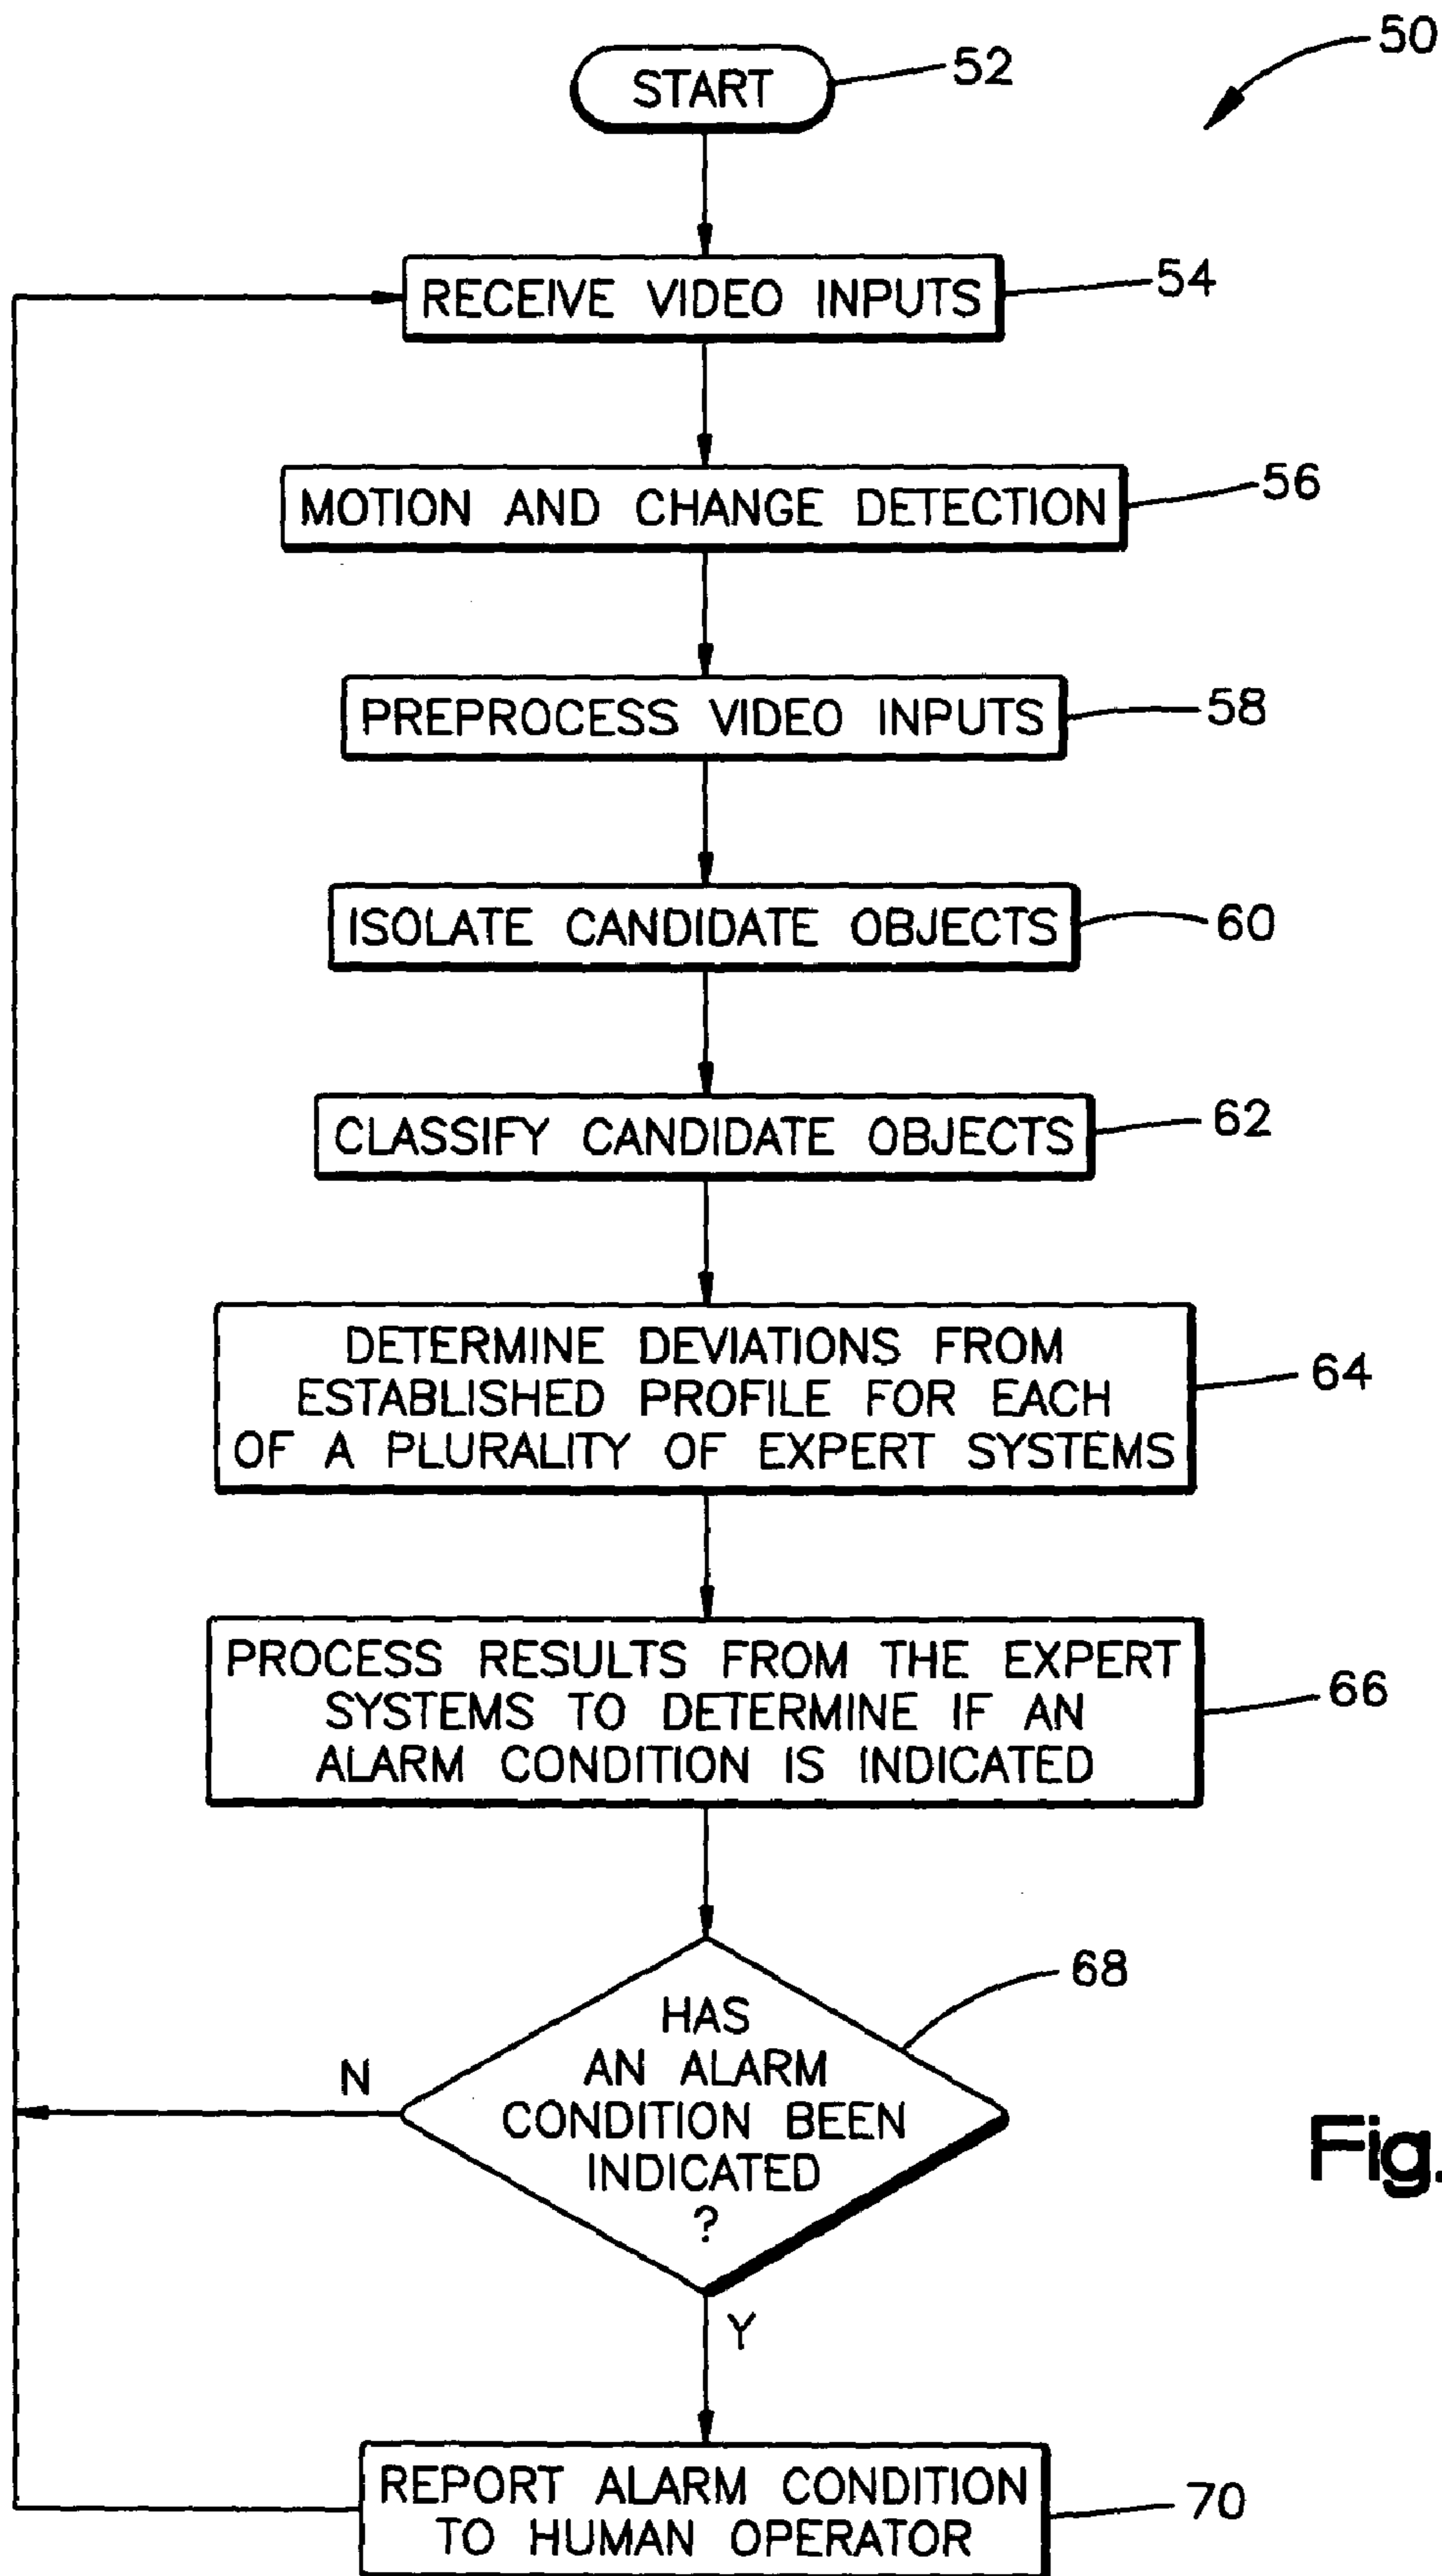 50
START
52
RECEIVE VIDEO INPUTS
54
MOTION AND CHANGE DETECTION
56
PREPROCESS VIDEO INPUTS
58
ISOLATE CANDIDATE OBJECTS
60
CLASSIFY CANDIDATE OBJECTS
62
DETERMINE DEVIATIONS FROM
ESTABLISHED PROFILE FOR EACH
OF A PLURALITY OF EXPERT SYSTEMS
64
PROCESS RESULTS FROM THE EXPERT
SYSTEMS TO DETERMINE IF AN
ALARM CONDITION IS INDICATED
66
68
HAS
AN ALARM
CONDITION BEEN
INDICATED
?
N
Fig.
Y
REPORT ALARM CONDITION
TO HUMAN OPERATOR
70